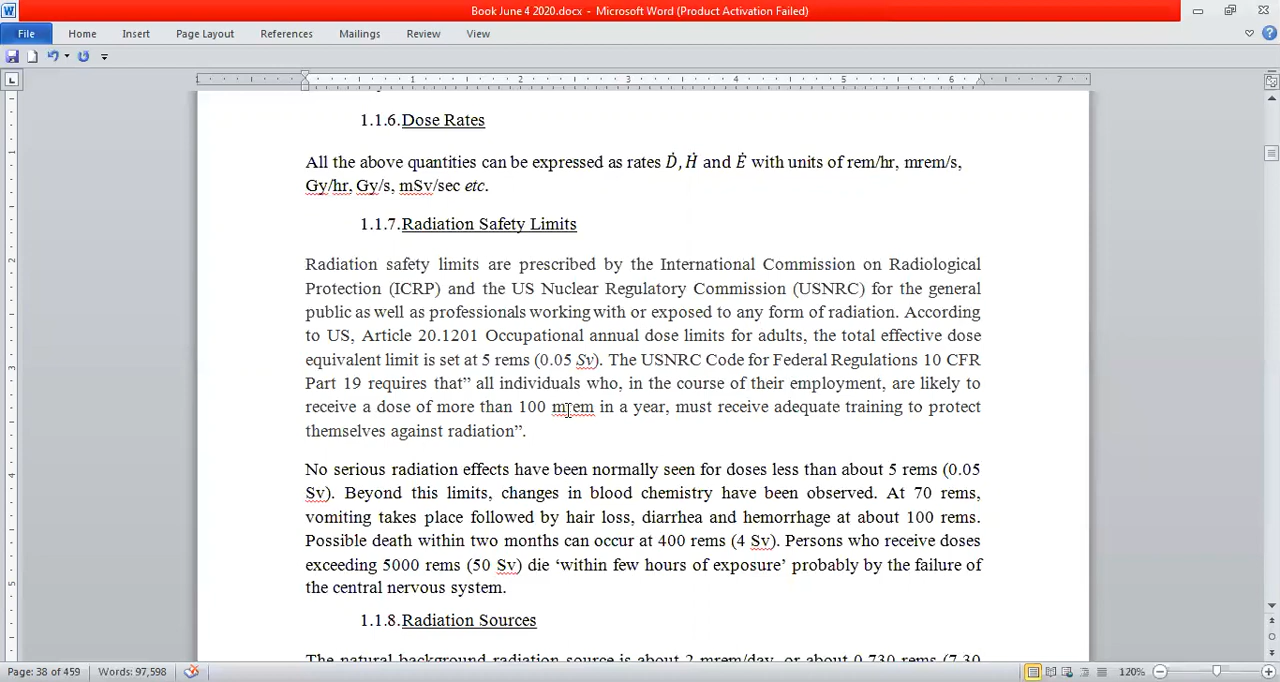 Book June 4 2020.docx - Microsoft Word (Product Activation Failed)
File Home Insert Page Layout References Mailings Review View
1 1 2 3 4 5 6 7
1.1.6.Dose Rates
All the above quantities can be expressed as rates Ḋ, Ḣ and Ė with units of rem/hr, mrem/s,
Gy/hr, Gy/s, mSv/sec etc.
1.1.7.Radiation Safety Limits
Radiation safety limits are prescribed by the International Commission on Radiological
Protection (ICRP) and the US Nuclear Regulatory Commission (USNRC) for the general
public as well as professionals working with or exposed to any form of radiation. According
to US, Article 20.1201 Occupational annual dose limits for adults, the total effective dose
equivalent limit is set at 5 rems (0.05 Sv). The USNRC Code for Federal Regulations 10 CFR
Part 19 requires that” all individuals who, in the course of their employment, are likely to
receive a dose of more than 100 mrem in a year, must receive adequate training to protect
themselves against radiation”.
No serious radiation effects have been normally seen for doses less than about 5 rems (0.05
Sv). Beyond this limits, changes in blood chemistry have been observed. At 70 rems,
vomiting takes place followed by hair loss, diarrhea and hemorrhage at about 100 rems.
Possible death within two months can occur at 400 rems (4 Sv). Persons who receive doses
exceeding 5000 rems (50 Sv) die ‘within few hours of exposure’ probably by the failure of
the central nervous system.
1.1.8.Radiation Sources
The natural background radiation source is about 2 mrem/day, or about 0.730 rems (7.30
Page: 38 of 459 Words: 97,598 120%